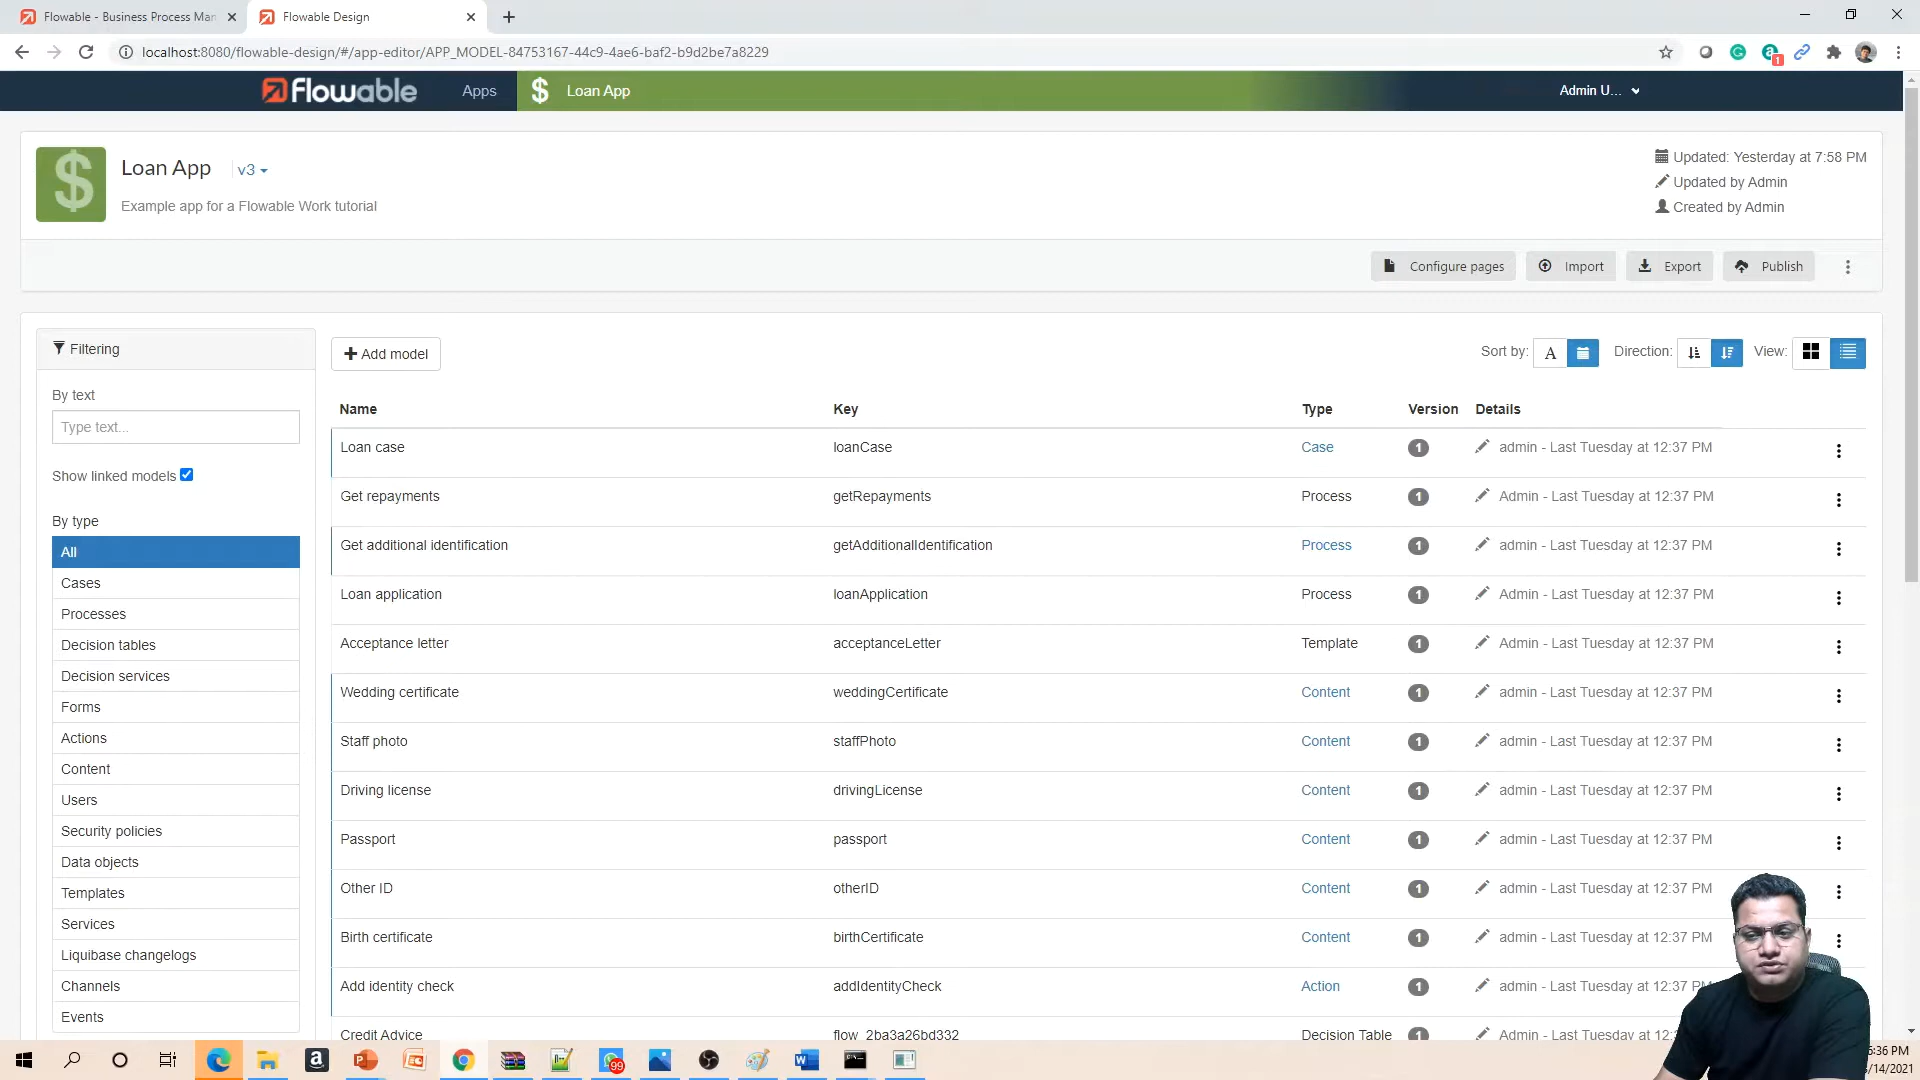 Flowable - Business Process Man
Flowable Design
localhost:8080/flowable-design/#/app-editor/APP_MODEL-84753167-44c9-4ae6-baf2-b9d2be7a8229
1
flowable
Apps
$ Loan App
Admin U...
$
Loan App
v3
Example app for a Flowable Work tutorial
Updated: Yesterday at 7:58 PM
Updated by Admin
Created by Admin
Configure pages
Import
Export
Publish
Filtering
By text
Type text...
Show linked models
By type
All
Cases
Processes
Decision tables
Decision services
Forms
Actions
Content
Users
Security policies
Data objects
Templates
Services
Liquibase changelogs
Channels
Events
Add model
Sort by: A Direction: View:
Name Key Type Version Details
Loan case loanCase Case 1 admin - Last Tuesday at 12:37 PM
Get repayments getRepayments Process 1 Admin - Last Tuesday at 12:37 PM
Get additional identification getAdditionalIdentification Process 1 admin - Last Tuesday at 12:37 PM
Loan application loanApplication Process 1 Admin - Last Tuesday at 12:37 PM
Acceptance letter acceptanceLetter Template 1 Admin - Last Tuesday at 12:37 PM
Wedding certificate weddingCertificate Content 1 admin - Last Tuesday at 12:37 PM
Staff photo staffPhoto Content 1 admin - Last Tuesday at 12:37 PM
Driving license drivingLicense Content 1 admin - Last Tuesday at 12:37 PM
Passport passport Content 1 admin - Last Tuesday at 12:37 PM
Other ID otherID Content 1 admin - Last Tuesday at 12:37 PM
Birth certificate birthCertificate Content 1 admin - Last Tuesday at 12:37 PM
Add identity check addIdentityCheck Action 1 admin - Last Tuesday at 12:37 PM
Credit Advice flow_2ba3a26bd332 Decision Table 1 Admin - Last Tuesday at 12:3
99
6:36 PM
/14/2021